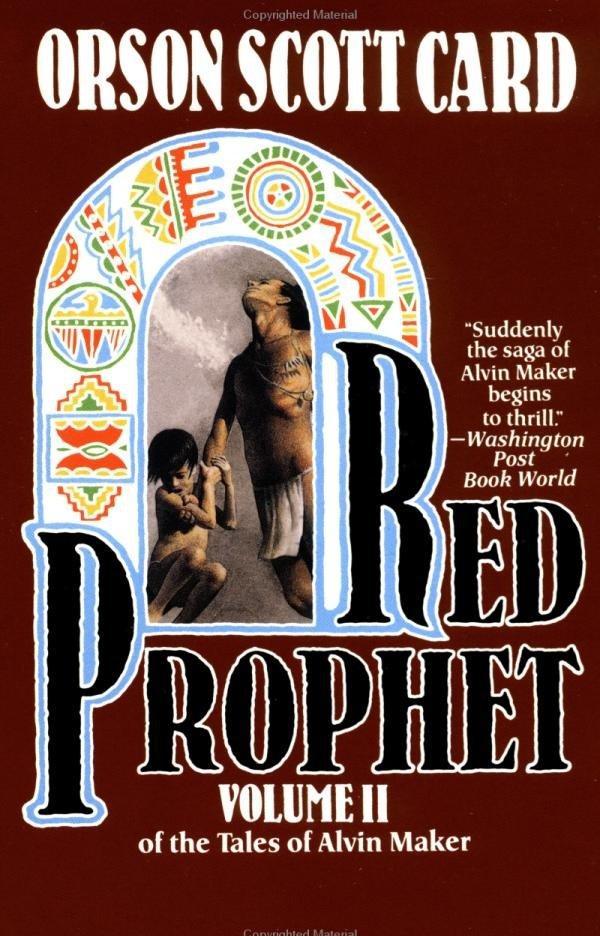 Copyrighted Material
ORSON SCOTT CARD
"Suddenly
the saga of
Alvin Maker
begins
to thrill."
—Washington
Post
Book World
RED
PROPHET
VOLUME II
of the Tales of Alvin Maker
Copyrighted Material